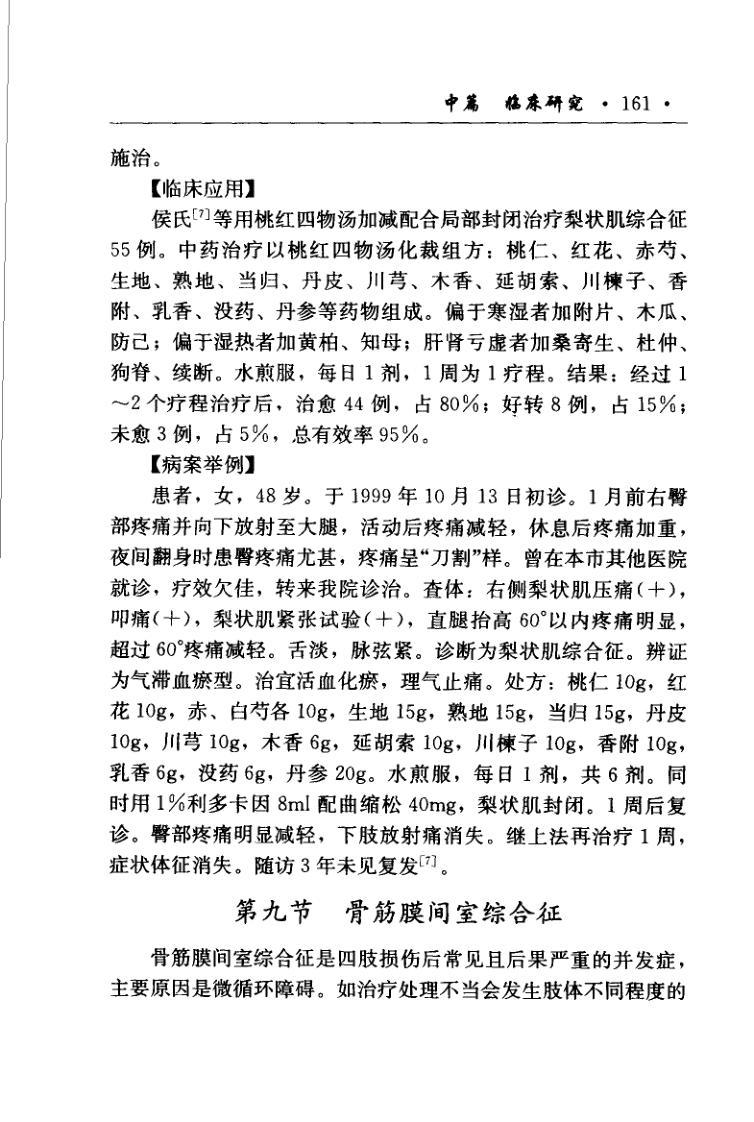 中篇 临床研究 ·161·
施治。
【临床应用】
侯氏[7]等用桃红四物汤加减配合局部封闭治疗梨状肌综合征
55例。中药治疗以桃红四物汤化裁组方：桃仁、红花、赤芍、
生地、熟地、当归、丹皮、川芎、木香、延胡索、川楝子、香
附、乳香、没药、丹参等药物组成。偏于寒湿者加附片、木瓜、
防己；偏于湿热者加黄柏、知母；肝肾亏虚者加桑寄生、杜仲、
狗脊、续断。水煎服，每日1剂，1周为1疗程。结果：经过1
～2个疗程治疗后，治愈44例，占80%；好转8例，占15%；
未愈3例，占5%，总有效率95%。
【病案举例】
患者，女，48岁。于1999年10月13日初诊。1月前右臀
部疼痛并向下放射至大腿，活动后疼痛减轻，休息后疼痛加重，
夜间翻身时患臀疼痛尤甚，疼痛呈“刀割”样。曾在本市其他医院
就诊，疗效欠佳，转来我院诊治。查体：右侧梨状肌压痛(+)，
叩痛(+)，梨状肌紧张试验(+)，直腿抬高60°以内疼痛明显，
超过60°疼痛减轻。舌淡，脉弦紧。诊断为梨状肌综合征。辨证
为气滞血瘀型。治宜活血化瘀，理气止痛。处方：桃仁10g，红
花10g，赤、白芍各10g，生地15g，熟地15g，当归15g，丹皮
10g，川芎10g，木香6g，延胡索10g，川楝子10g，香附10g，
乳香6g，没药6g，丹参20g。水煎服，每日1剂，共6剂。同
时用1%利多卡因8ml配曲缩松40mg，梨状肌封闭。1周后复
诊。臀部疼痛明显减轻，下肢放射痛消失。继上法再治疗1周，
症状体征消失。随访3年未见复发[7]。
第九节 骨筋膜间室综合征
骨筋膜间室综合征是四肢损伤后常见且后果严重的并发症，
主要原因是微循环障碍。如治疗处理不当会发生肢体不同程度的